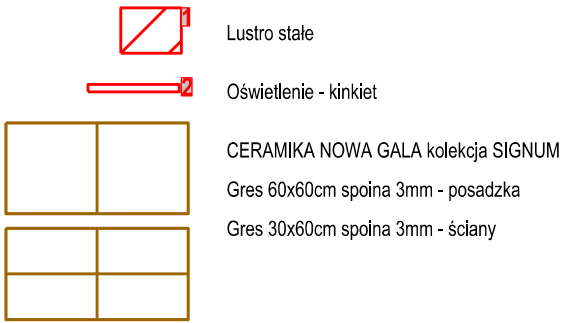 1
Lustro stałe
2
Oświetlenie - kinkiet
CERAMIKA NOWA GALA kolekcja SIGNUM
Gres 60x60cm spoina 3mm - posadzka
Gres 30x60cm spoina 3mm - ściany